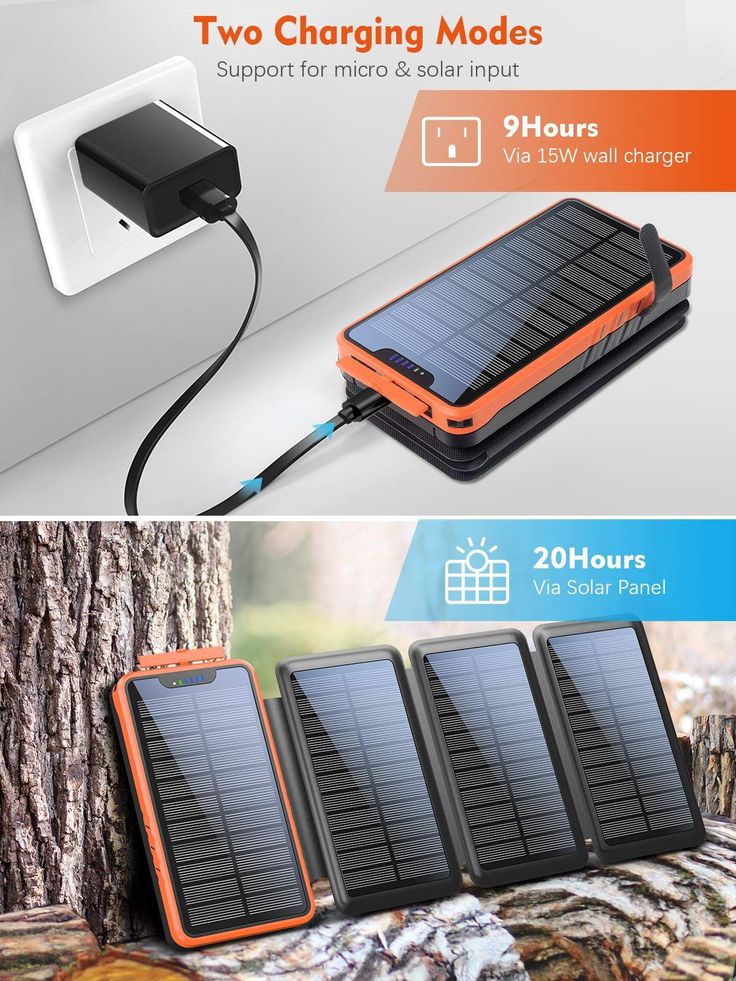 Two Charging Modes
Support for micro & solar input
9Hours
Via 15W wall charger
20Hours
Via Solar Panel